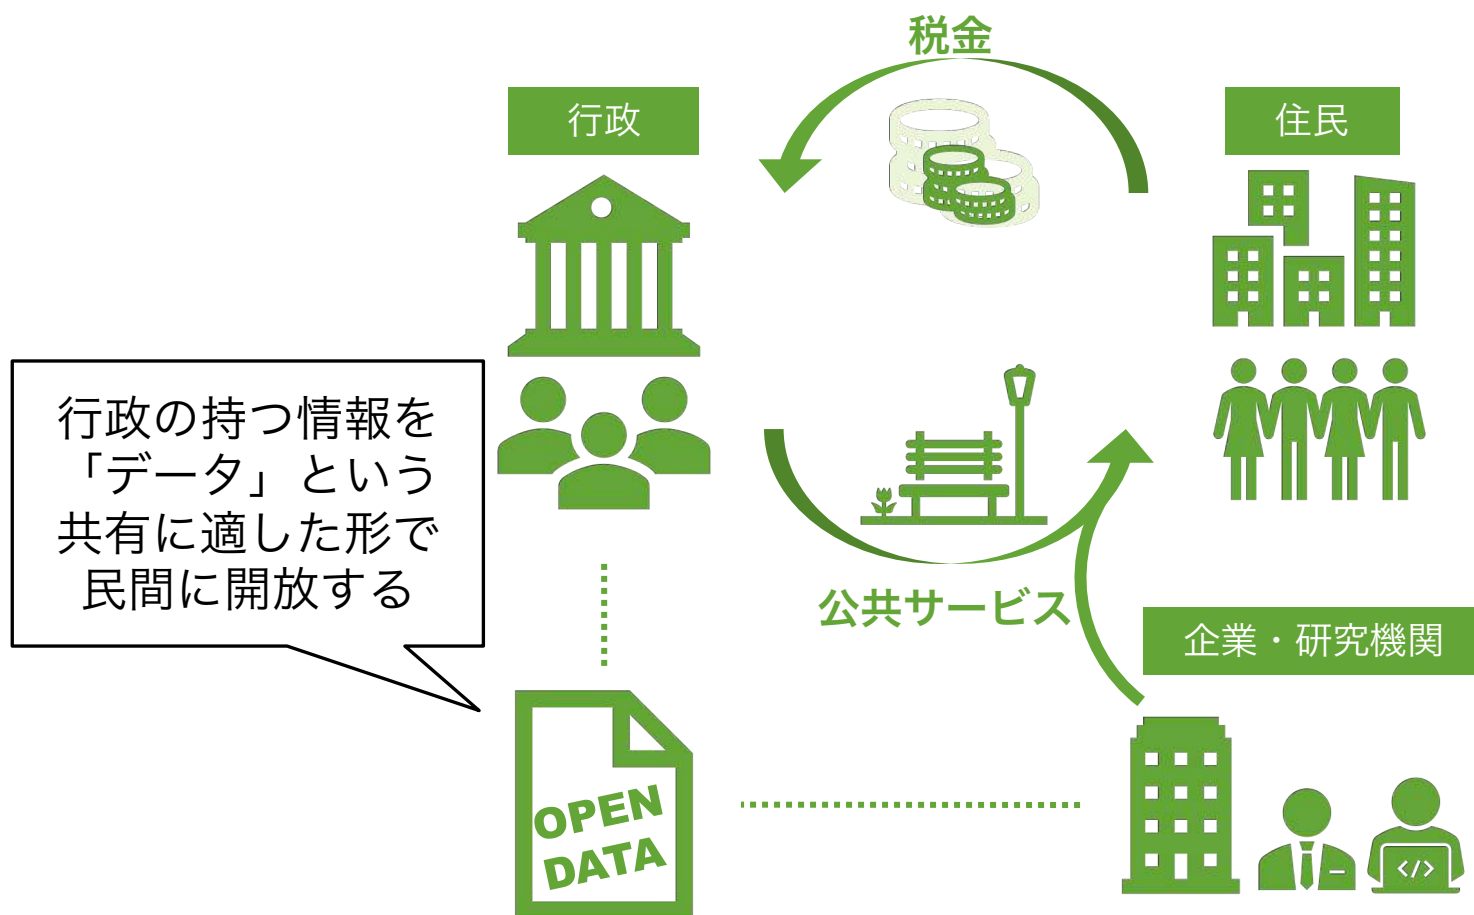 税金
行政
住民
行政の持つ情報を
「データ」という
共有に適した形で
民間に開放する
公共サービス
企業・研究機関
OPEN
DATA
</>